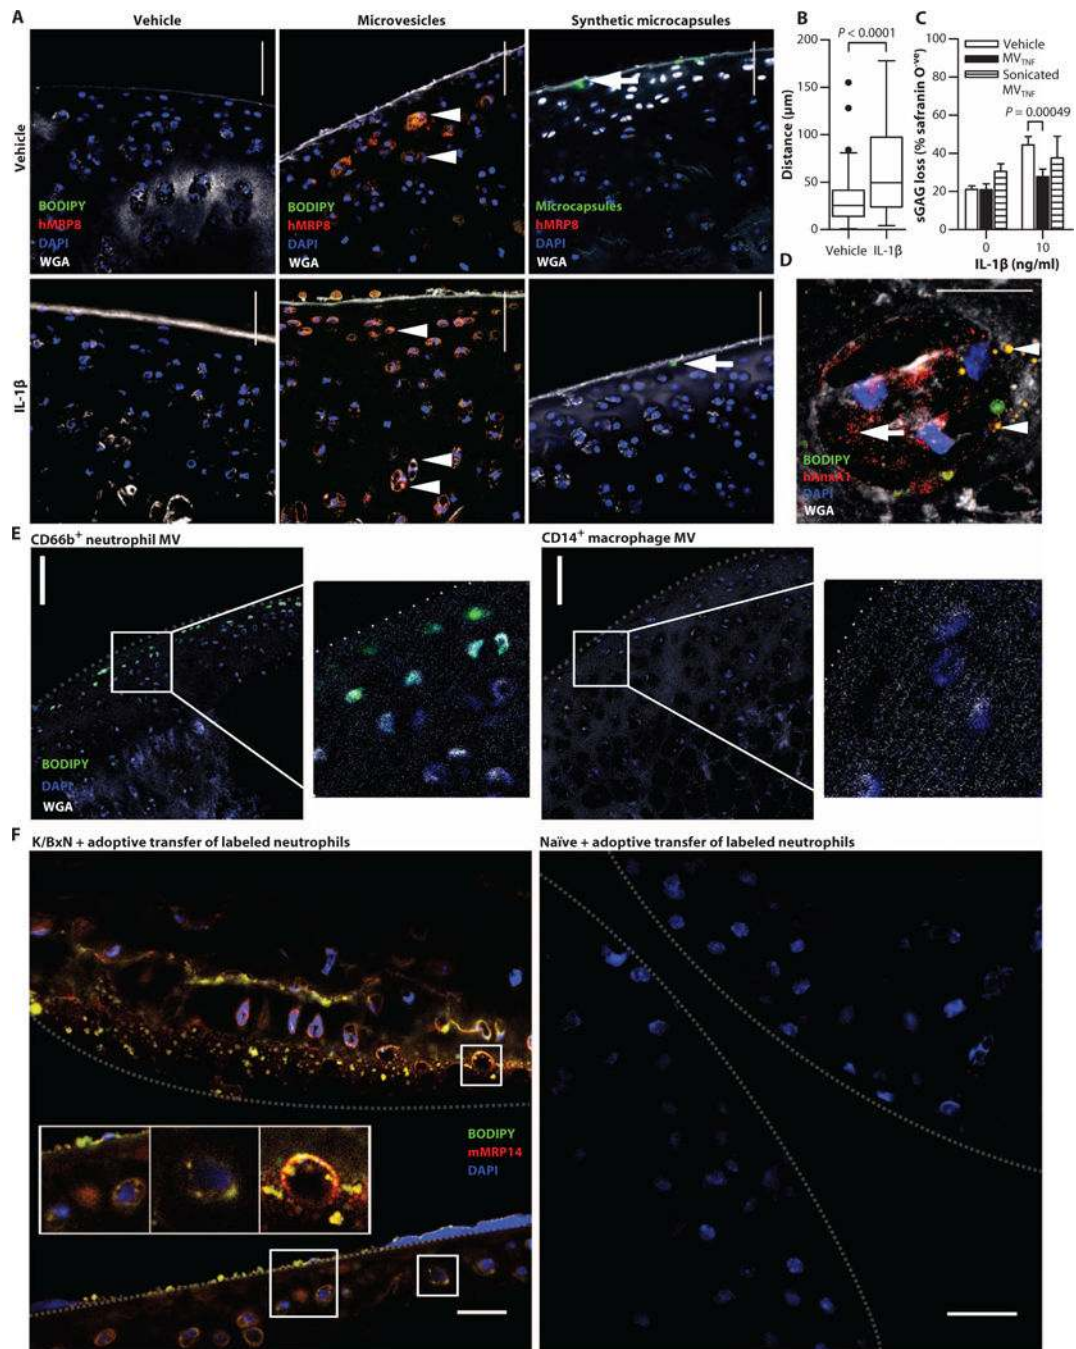 A
Vehicle
Microvesicles
Synthetic microcapsules
Vehicle
BODIPY
hMRP8
DAPI
WGA
BODIPY
hMRP8
DAPI
WGA
Microcapsules
hMRP8
DAPI
WGA
IL-1β
B
P < 0.0001
200
150
100
50
0
Distance (µm)
Vehicle IL-1β
C
100
80
60
40
20
0
sGAG loss (% safranin O-ve)
Vehicle
MVTNF
Sonicated
MVTNF
P = 0.00049
0 10
IL-1β (ng/ml)
D
BODIPY
hAnxA1
DAPI
WGA
E
CD66b+ neutrophil MV
CD14+ macrophage MV
BODIPY
DAPI
WGA
F
K/BxN + adoptive transfer of labeled neutrophils
Naïve + adoptive transfer of labeled neutrophils
BODIPY
mMRP14
DAPI